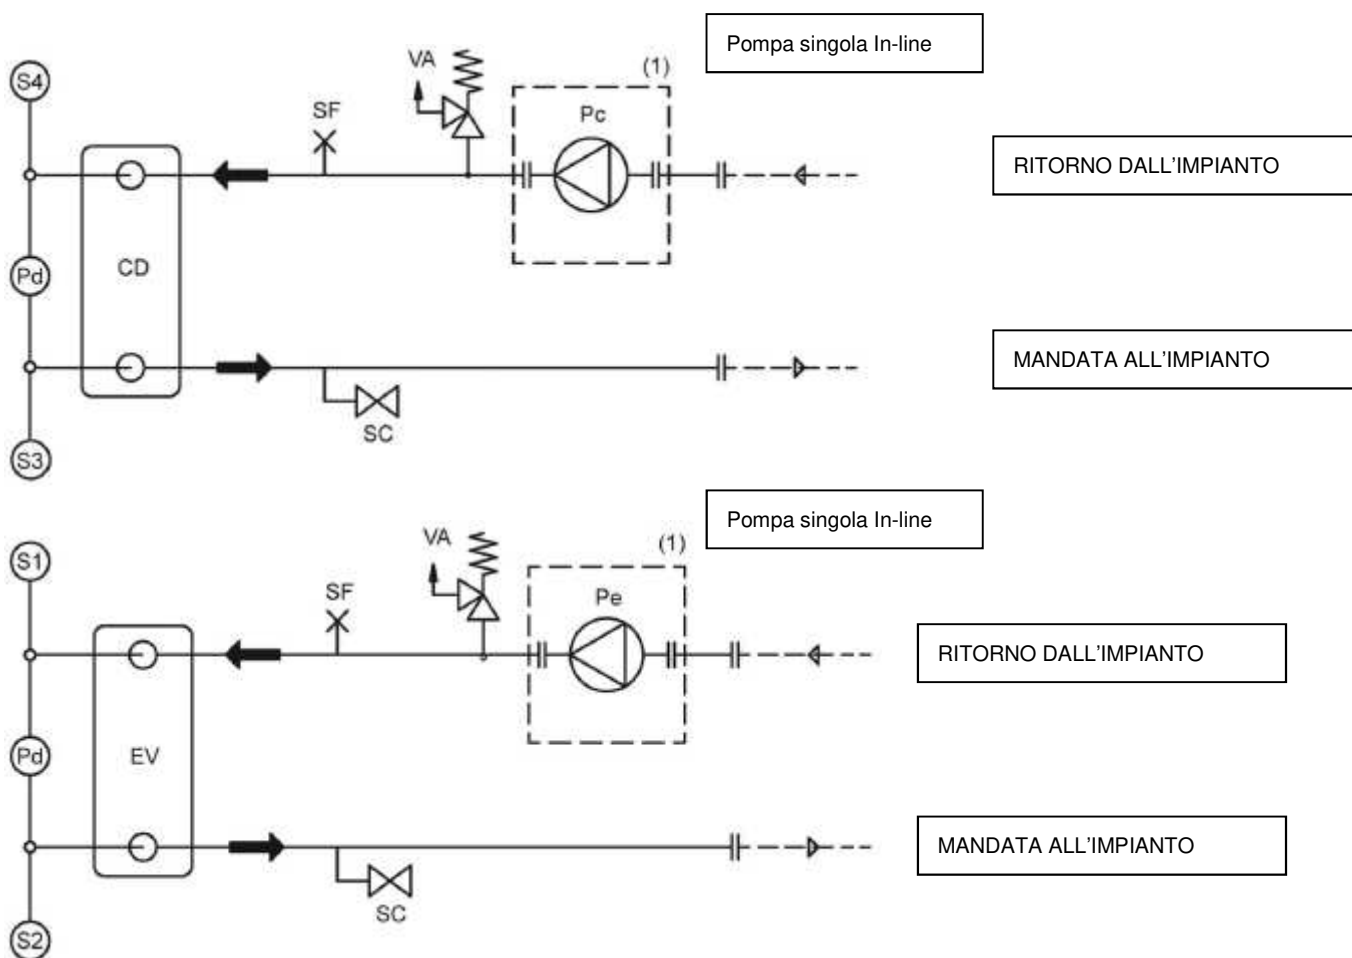 Pompa singola In-line
VA
(1)
S4
SF
Pc
RITORNO DALL'IMPIANTO
Pd
CD
MANDATA ALL'IMPIANTO
SC
S3
Pompa singola In-line
VA
(1)
S1
SF
Pe
RITORNO DALL'IMPIANTO
Pd
EV
MANDATA ALL'IMPIANTO
SC
S2